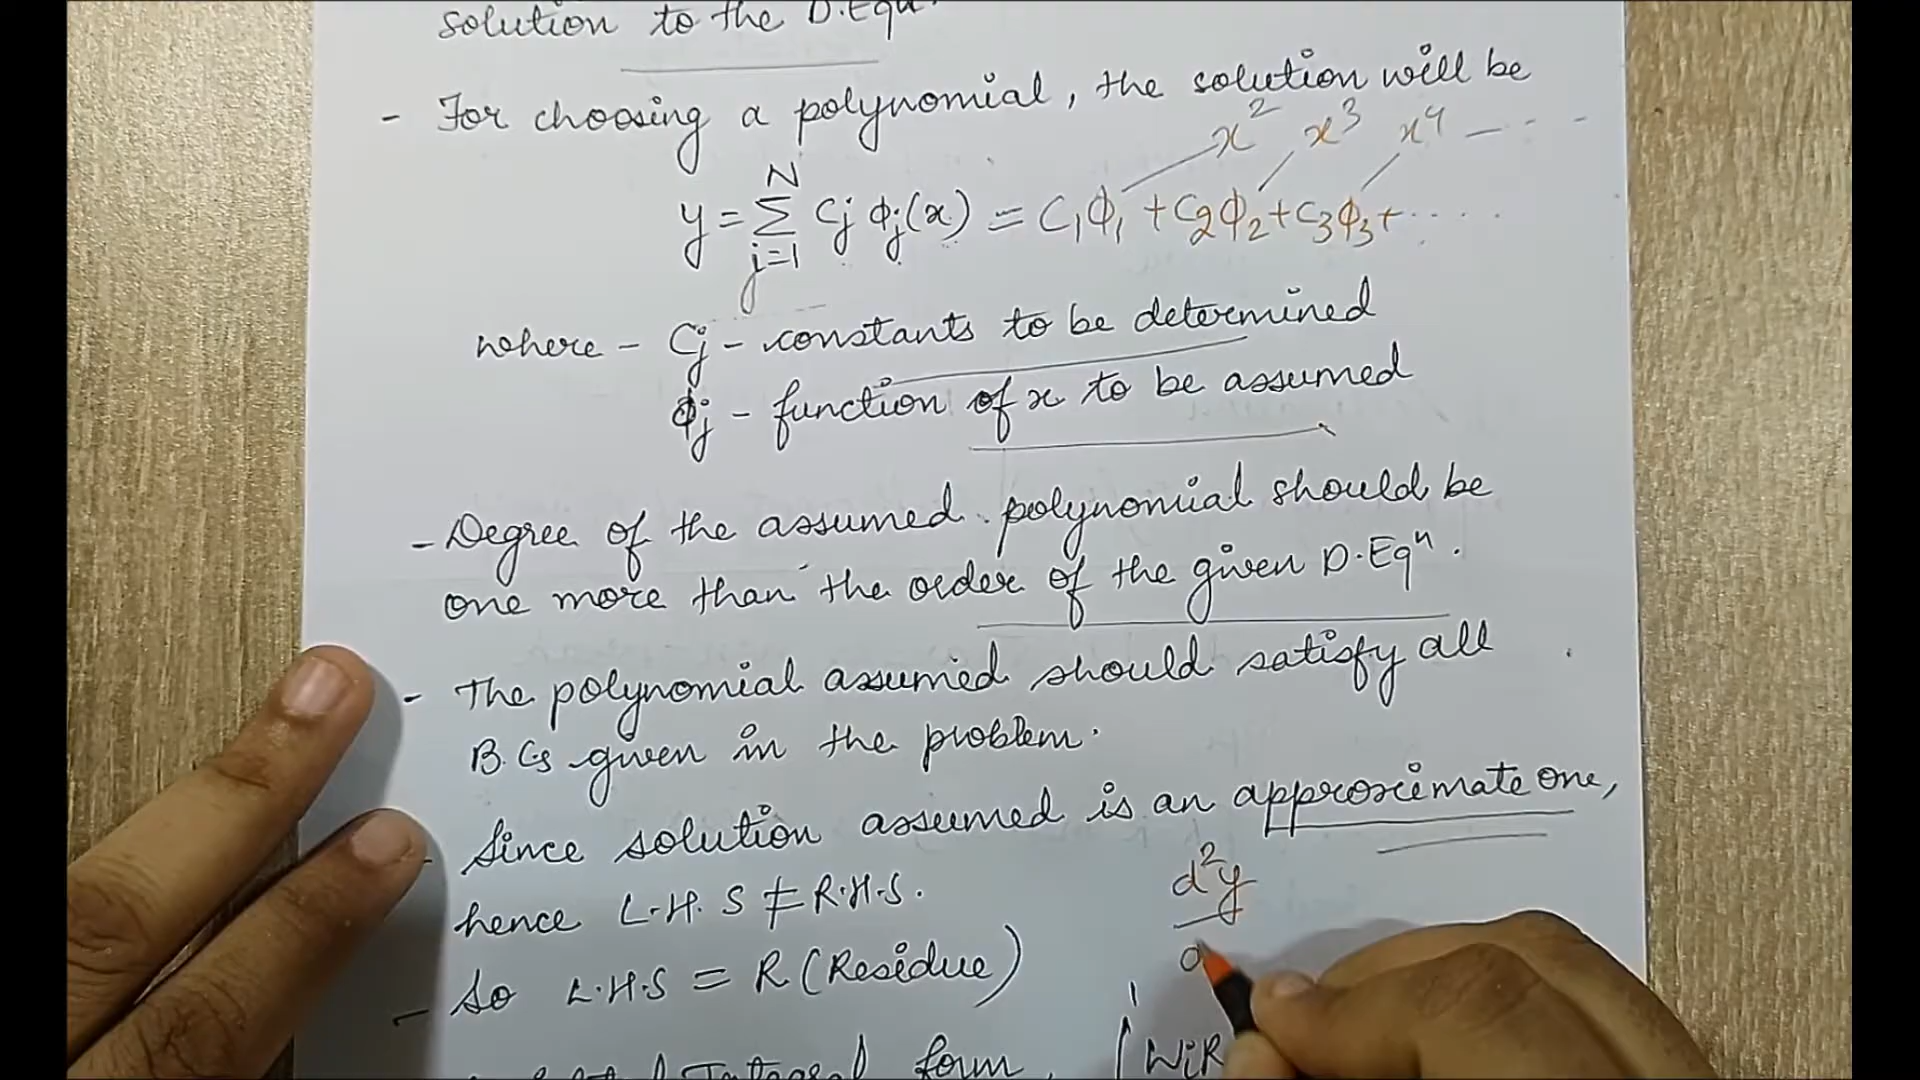 solution to the D.Eqn.
- For choosing a polynomial, the solution will be
x² x³ x⁴ - - - -
N
y = Σ Cj ϕj(x) = C₁ϕ₁ + C₂ϕ₂ + C₃ϕ₃ + .....
j=1
where - Cj - constants to be determined
ϕj - function of x to be assumed
- Degree of the assumed polynomial should be
one more than the order of the given D.Eqⁿ.
- The polynomial assumed should satisfy all
B.Cs given in the problem.
- Since solution assumed is an approximate one,
hence L.H.S ≠ R.H.S.
d²y
- So L.H.S = R (Residue)
Integral form ∫ WiR